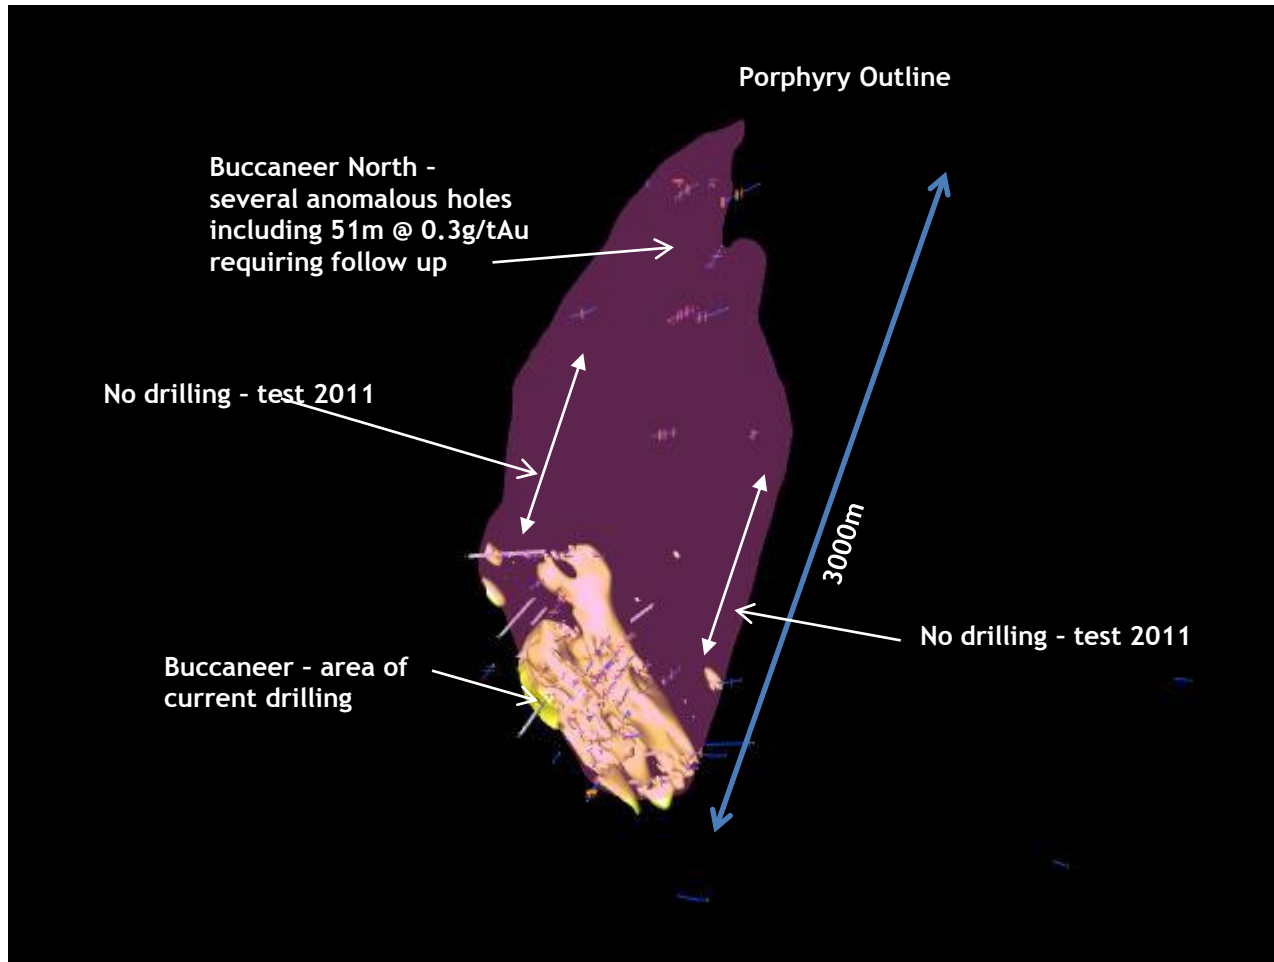 Porphyry Outline
Buccaneer North –
several anomalous holes
including 51m @ 0.3g/tAu
requiring follow up
No drilling – test 2011
3000m
No drilling – test 2011
Buccaneer – area of
current drilling